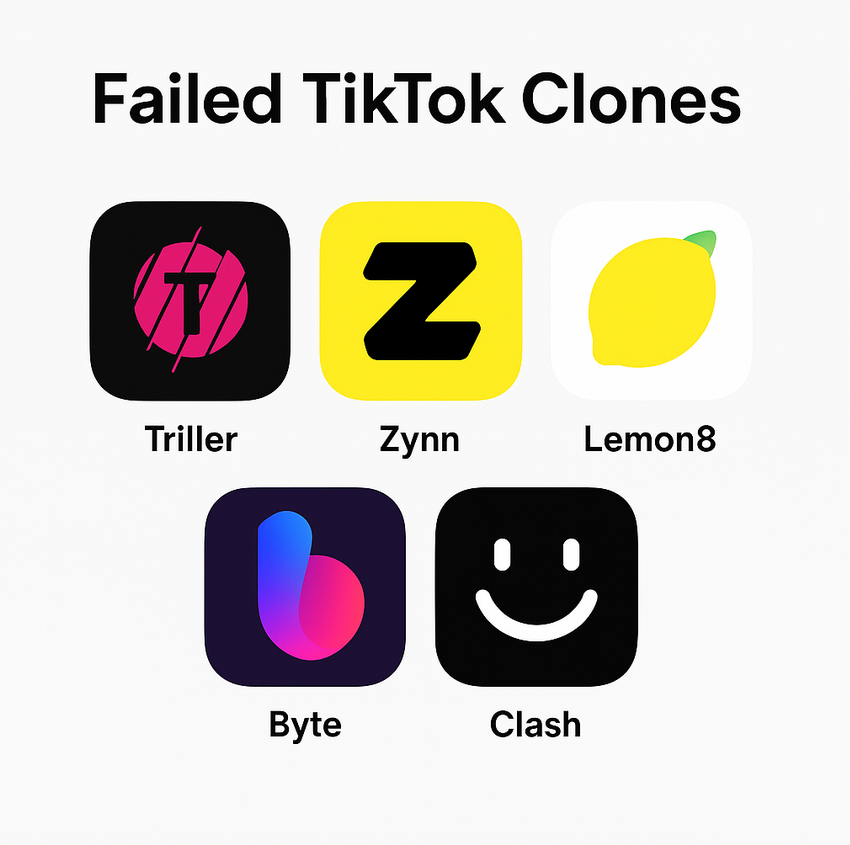 Failed TikTok Clones
T
Z
Triller Zynn Lemon8
b
Byte Clash